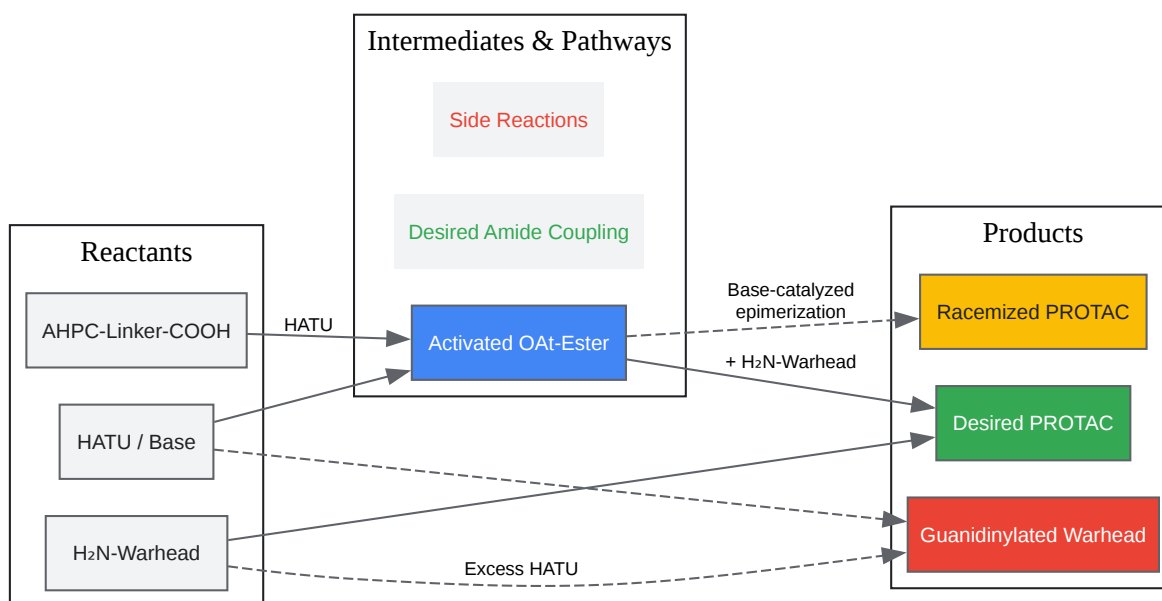 Intermediates & Pathways
Side Reactions
Desired Amide Coupling
Activated OAt-Ester
Reactants
AHPC-Linker-COOH
HATU / Base
H₂N-Warhead
HATU
Base-catalyzed
epimerization
+ H₂N-Warhead
Excess HATU
Products
Racemized PROTAC
Desired PROTAC
Guanidinylated Warhead